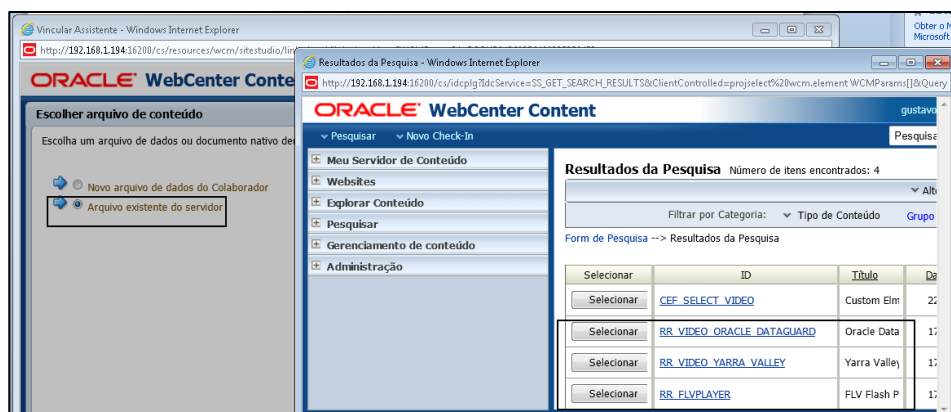 Vincular Assistente - Windows Internet Explorer
http://192.168.1.194:16200/cs/resources/wcm/sitestudio/lin
ORACLE WebCenter Conte
Escolher arquivo de conteúdo
Escolha um arquivo de dados ou documento nativo de
Novo arquivo de dados do Colaborador
Arquivo existente do servidor
Obter o M
Microsoft
Resultados da Pesquisa - Windows Internet Explorer
http://192.168.1.194:16200/cs/idcplg?IdcService=SS_GET_SEARCH_RESULTS&ClientControlled=projselect%20wcm.element WCMParams[]&Query
ORACLE WebCenter Content
gustavo
Pesquisar Novo Check-In
Pesquisa
Meu Servidor de Conteúdo
Websites
Explorar Conteúdo
Pesquisar
Gerenciamento de conteúdo
Administração
Resultados da Pesquisa Número de itens encontrados: 4
Alte
Filtrar por Categoria: Tipo de Conteúdo Grupo
Form de Pesquisa --> Resultados da Pesquisa
Selecionar ID Título Da
Selecionar CEF_SELECT_VIDEO Custom Elm 22
Selecionar RR_VIDEO_ORACLE_DATAGUARD Oracle Data 17
Selecionar RR_VIDEO_YARRA_VALLEY Yarra Valley 17
Selecionar RR_FLVPLAYER FLV Flash P 17